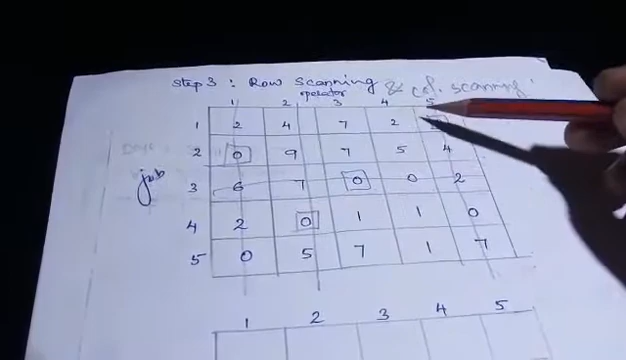 step 3 : Row scanning & col. scanning
operator
1 2 3 4 5
1 2 4 7 2
2 0 9 7 5 4
job
3 6 7 0 0 2
4 2 0 1 1 0
5 0 5 7 1 7
1 2 3 4 5